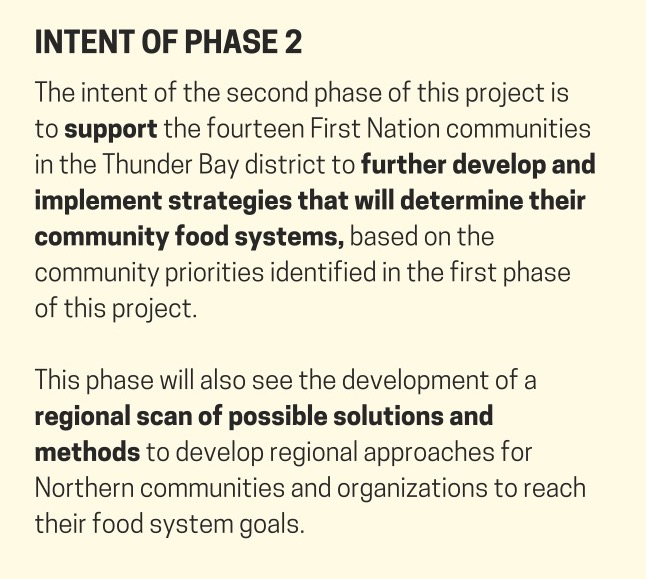 INTENT OF PHASE 2
The intent of the second phase of this project is
to support the fourteen First Nation communities
in the Thunder Bay district to further develop and
implement strategies that will determine their
community food systems, based on the
community priorities identified in the first phase
of this project.
This phase will also see the development of a
regional scan of possible solutions and
methods to develop regional approaches for
Northern communities and organizations to reach
their food system goals.